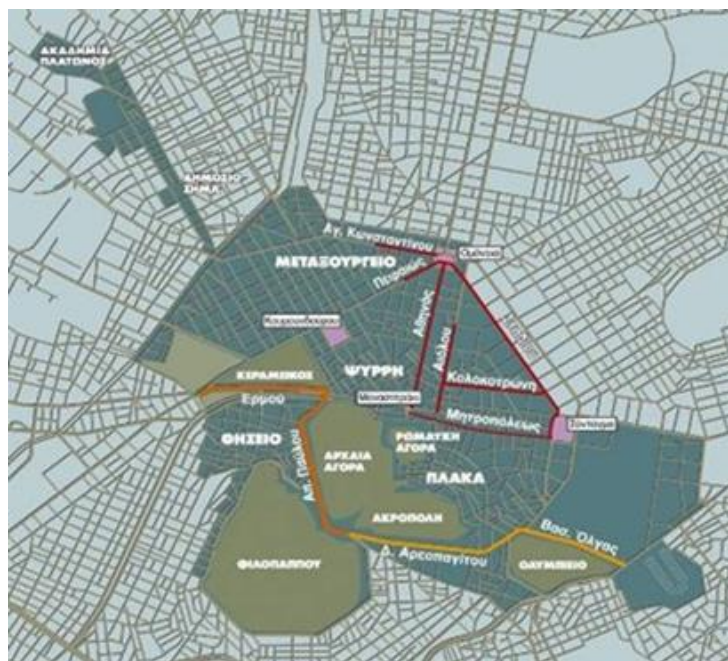 ΑΚΑΔΗΜΙΑ
ΠΛΑΤΩΝΟΣ
ΔΗΜΟΣΙΟ
ΣΗΜΑ
Αγ. Κωνσταντίνου
Ομόνοια
ΜΕΤΑΞΟΥΡΓΕΙΟ
Πειραιώς
Κουμουνδούρου
Αθηνάς
Αιόλου
ΨΥΡΡΗ
ΚΕΡΑΜΕΙΚΟΣ
Κολοκοτρώνη
Μοναστηράκι
Ερμού
Μητροπόλεως
Σύνταγμα
ΘΗΣΕΙΟ
ΡΩΜΑΪΚΗ
ΑΓΟΡΑ
Απ. Παύλου
ΑΡΧΑΙΑ
ΑΓΟΡΑ
ΠΛΑΚΑ
ΑΚΡΟΠΟΛΗ
Βασ. Όλγας
Δ. Αρεοπαγίτου
ΦΙΛΟΠΑΠΠΟΥ
ΟΛΥΜΠΙΕΙΟ